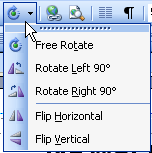 Free Rotate
Rotate Left 90°
Rotate Right 90°
Flip Horizontal
Flip Vertical